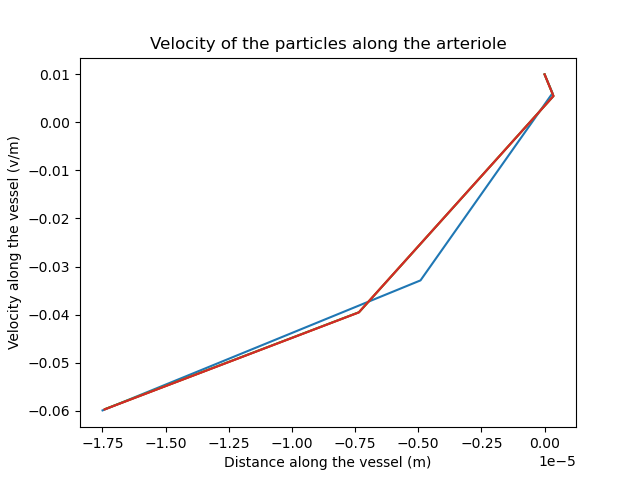 Velocity of the particles along the arteriole
Velocity along the vessel (v/m)
0.01
0.00
−0.01
−0.02
−0.03
−0.04
−0.05
−0.06
−1.75 −1.50 −1.25 −1.00 −0.75 −0.50 −0.25 0.00
1e−5
Distance along the vessel (m)